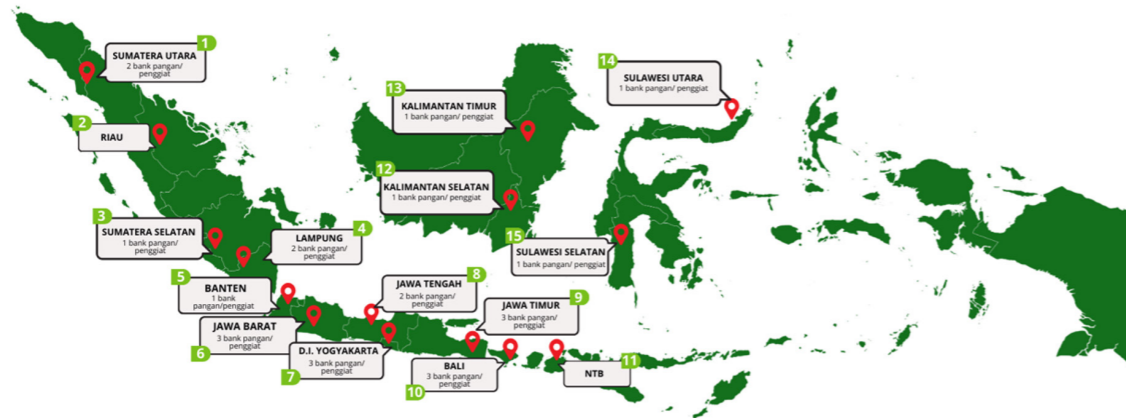 1
SUMATERA UTARA
2 bank pangan/
penggiat
2
RIAU
3
SUMATERA SELATAN
1 bank pangan/
penggiat
4
LAMPUNG
2 bank pangan/
penggiat
5
BANTEN
1 bank
pangan/penggiat
JAWA BARAT
3 bank pangan/
penggiat
6
D.I. YOGYAKARTA
3 bank pangan/
penggiat
7
8
JAWA TENGAH
2 bank pangan/
penggiat
9
JAWA TIMUR
3 bank pangan/
penggiat
BALI
3 bank pangan/
penggiat
10
11
NTB
12
KALIMANTAN SELATAN
1 bank pangan/ penggiat
13
KALIMANTAN TIMUR
1 bank pangan/ penggiat
14
SULAWESI UTARA
1 bank pangan/ penggiat
15
SULAWESI SELATAN
1 bank pangan/ penggiat